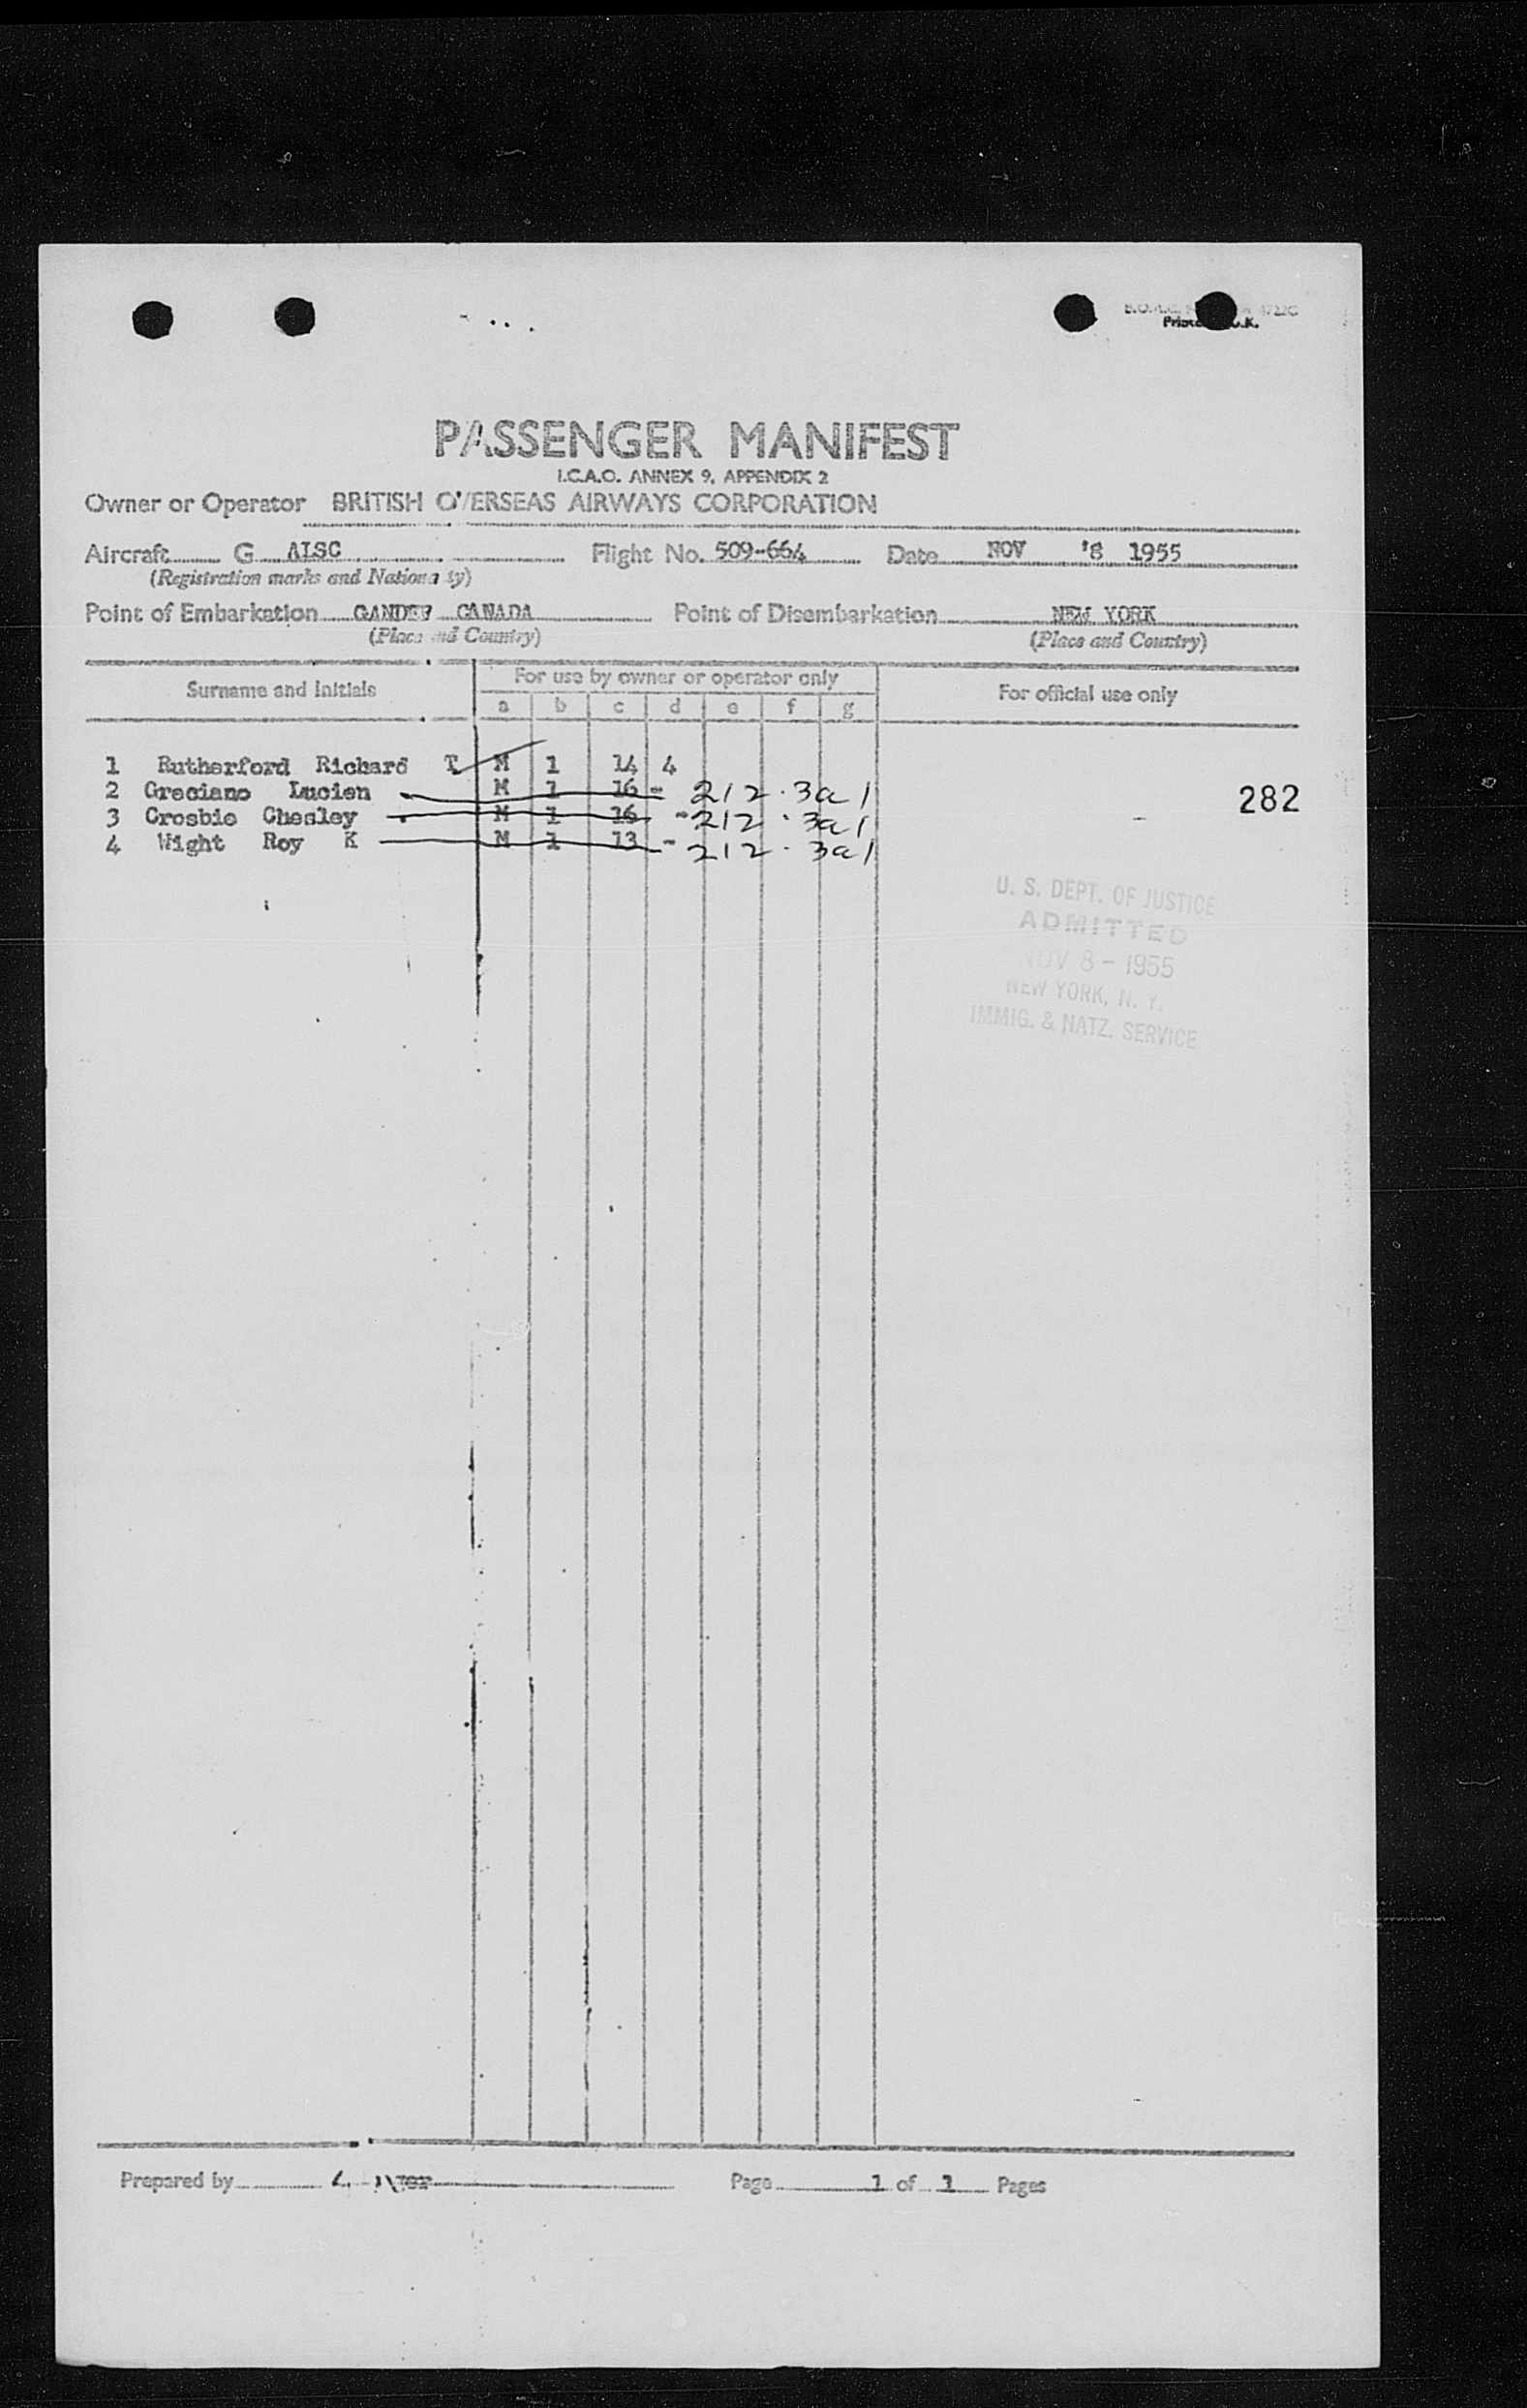 Printed U.K.
PASSENGER MANIFEST
I.C.A.O. ANNEX 9, APPENDIX 2
Owner or Operator BRITISH OVERSEAS AIRWAYS CORPORATION
Aircraft G ALSC Flight No. 509-664 Date NOV '8 1955
(Registration marks and Nationality)
Point of Embarkation GANDER CANADA Point of Disembarkation NEW YORK
(Place and Country) (Place and Country)
Surname and Initials For use by owner or operator only For official use only
a b c d e f g
1 Rutherford Richard T M 1 14 4
2 Greciano Lucien M 1 16 - 212.3a1
3 Crosbie Chesley M 1 16 - 212.3a1
4 Wight Roy K M 1 13 - 212.3a1
282
U. S. DEPT. OF JUSTICE
ADMITTED
NOV 8 - 1955
NEW YORK, N. Y.
IMMIG. & NATZ. SERVICE
Prepared by Page 1 of 1 Pages